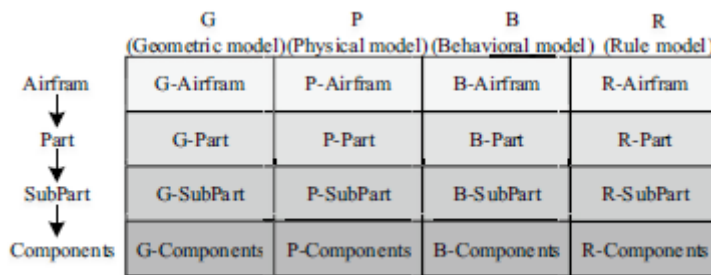 G P B R
(Geometric model)(Physical model)(Behavioral model)(Rule model)
Airfram G-Airfram P-Airfram B-Airfram R-Airfram
Part G-Part P-Part B-Part R-Part
SubPart G-SubPart P-SubPart B-SubPart R-SubPart
Components G-Components P-Components B-Components R-Components